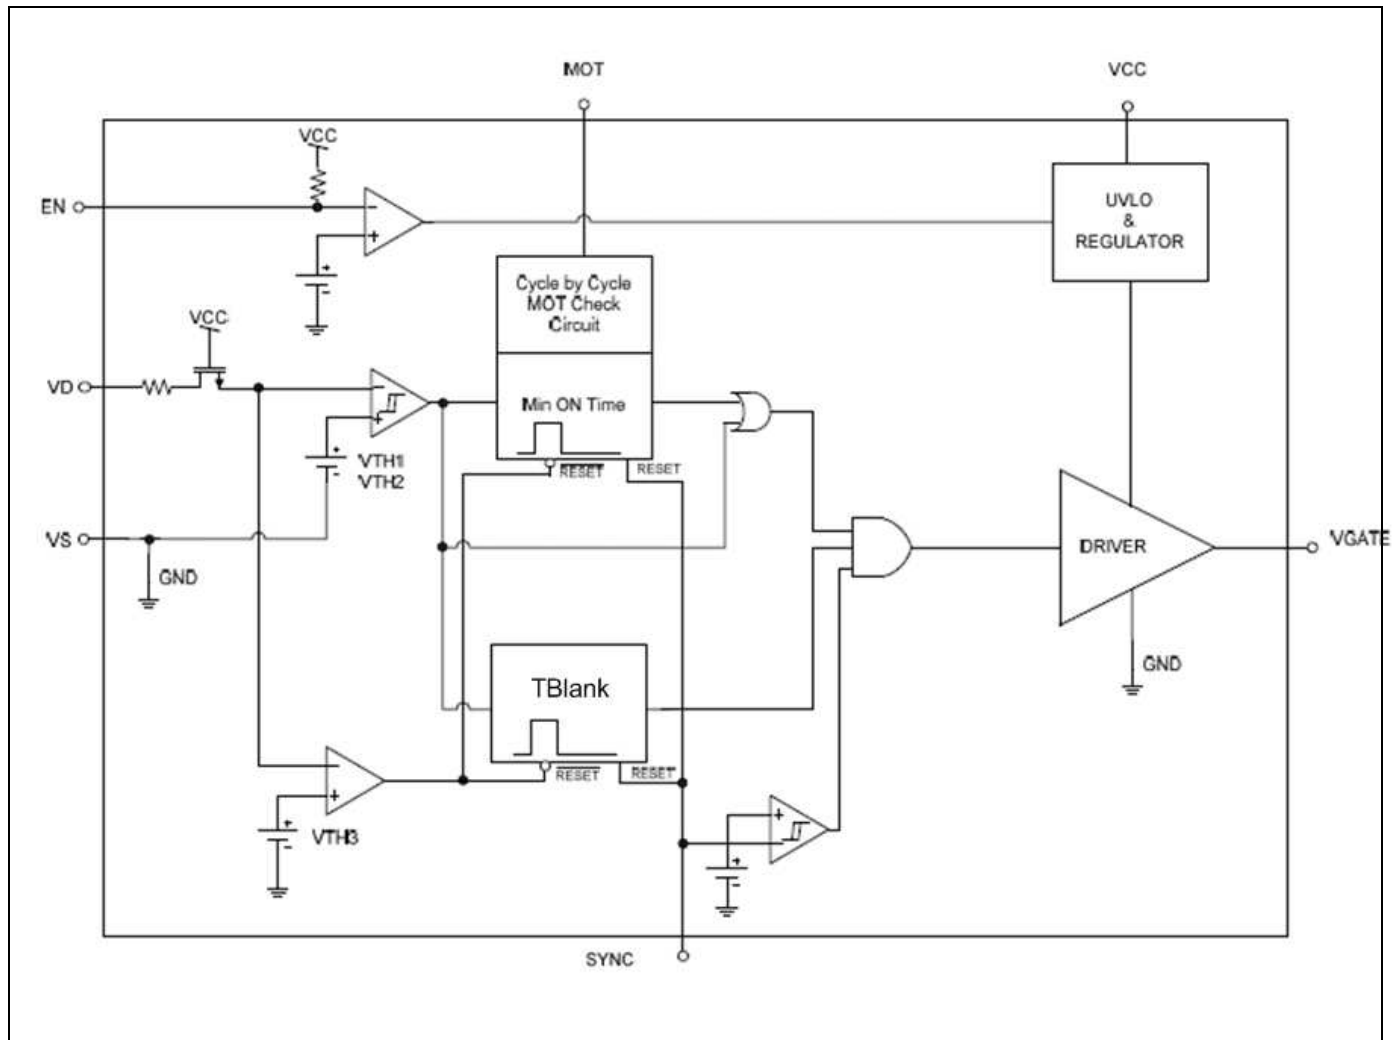 MOT
VCC
VCC
EN
−
+
+
-
UVLO
&
REGULATOR
Cycle by Cycle
MOT Check
Circuit
VCC
VD
−
+
+
-
VTH1
VTH2
Min ON Time
RESET
RESET
VS
GND
DRIVER
VGATE
GND
TBlank
RESET
RESET
−
+
+
-
VTH3
+
−
+
-
SYNC